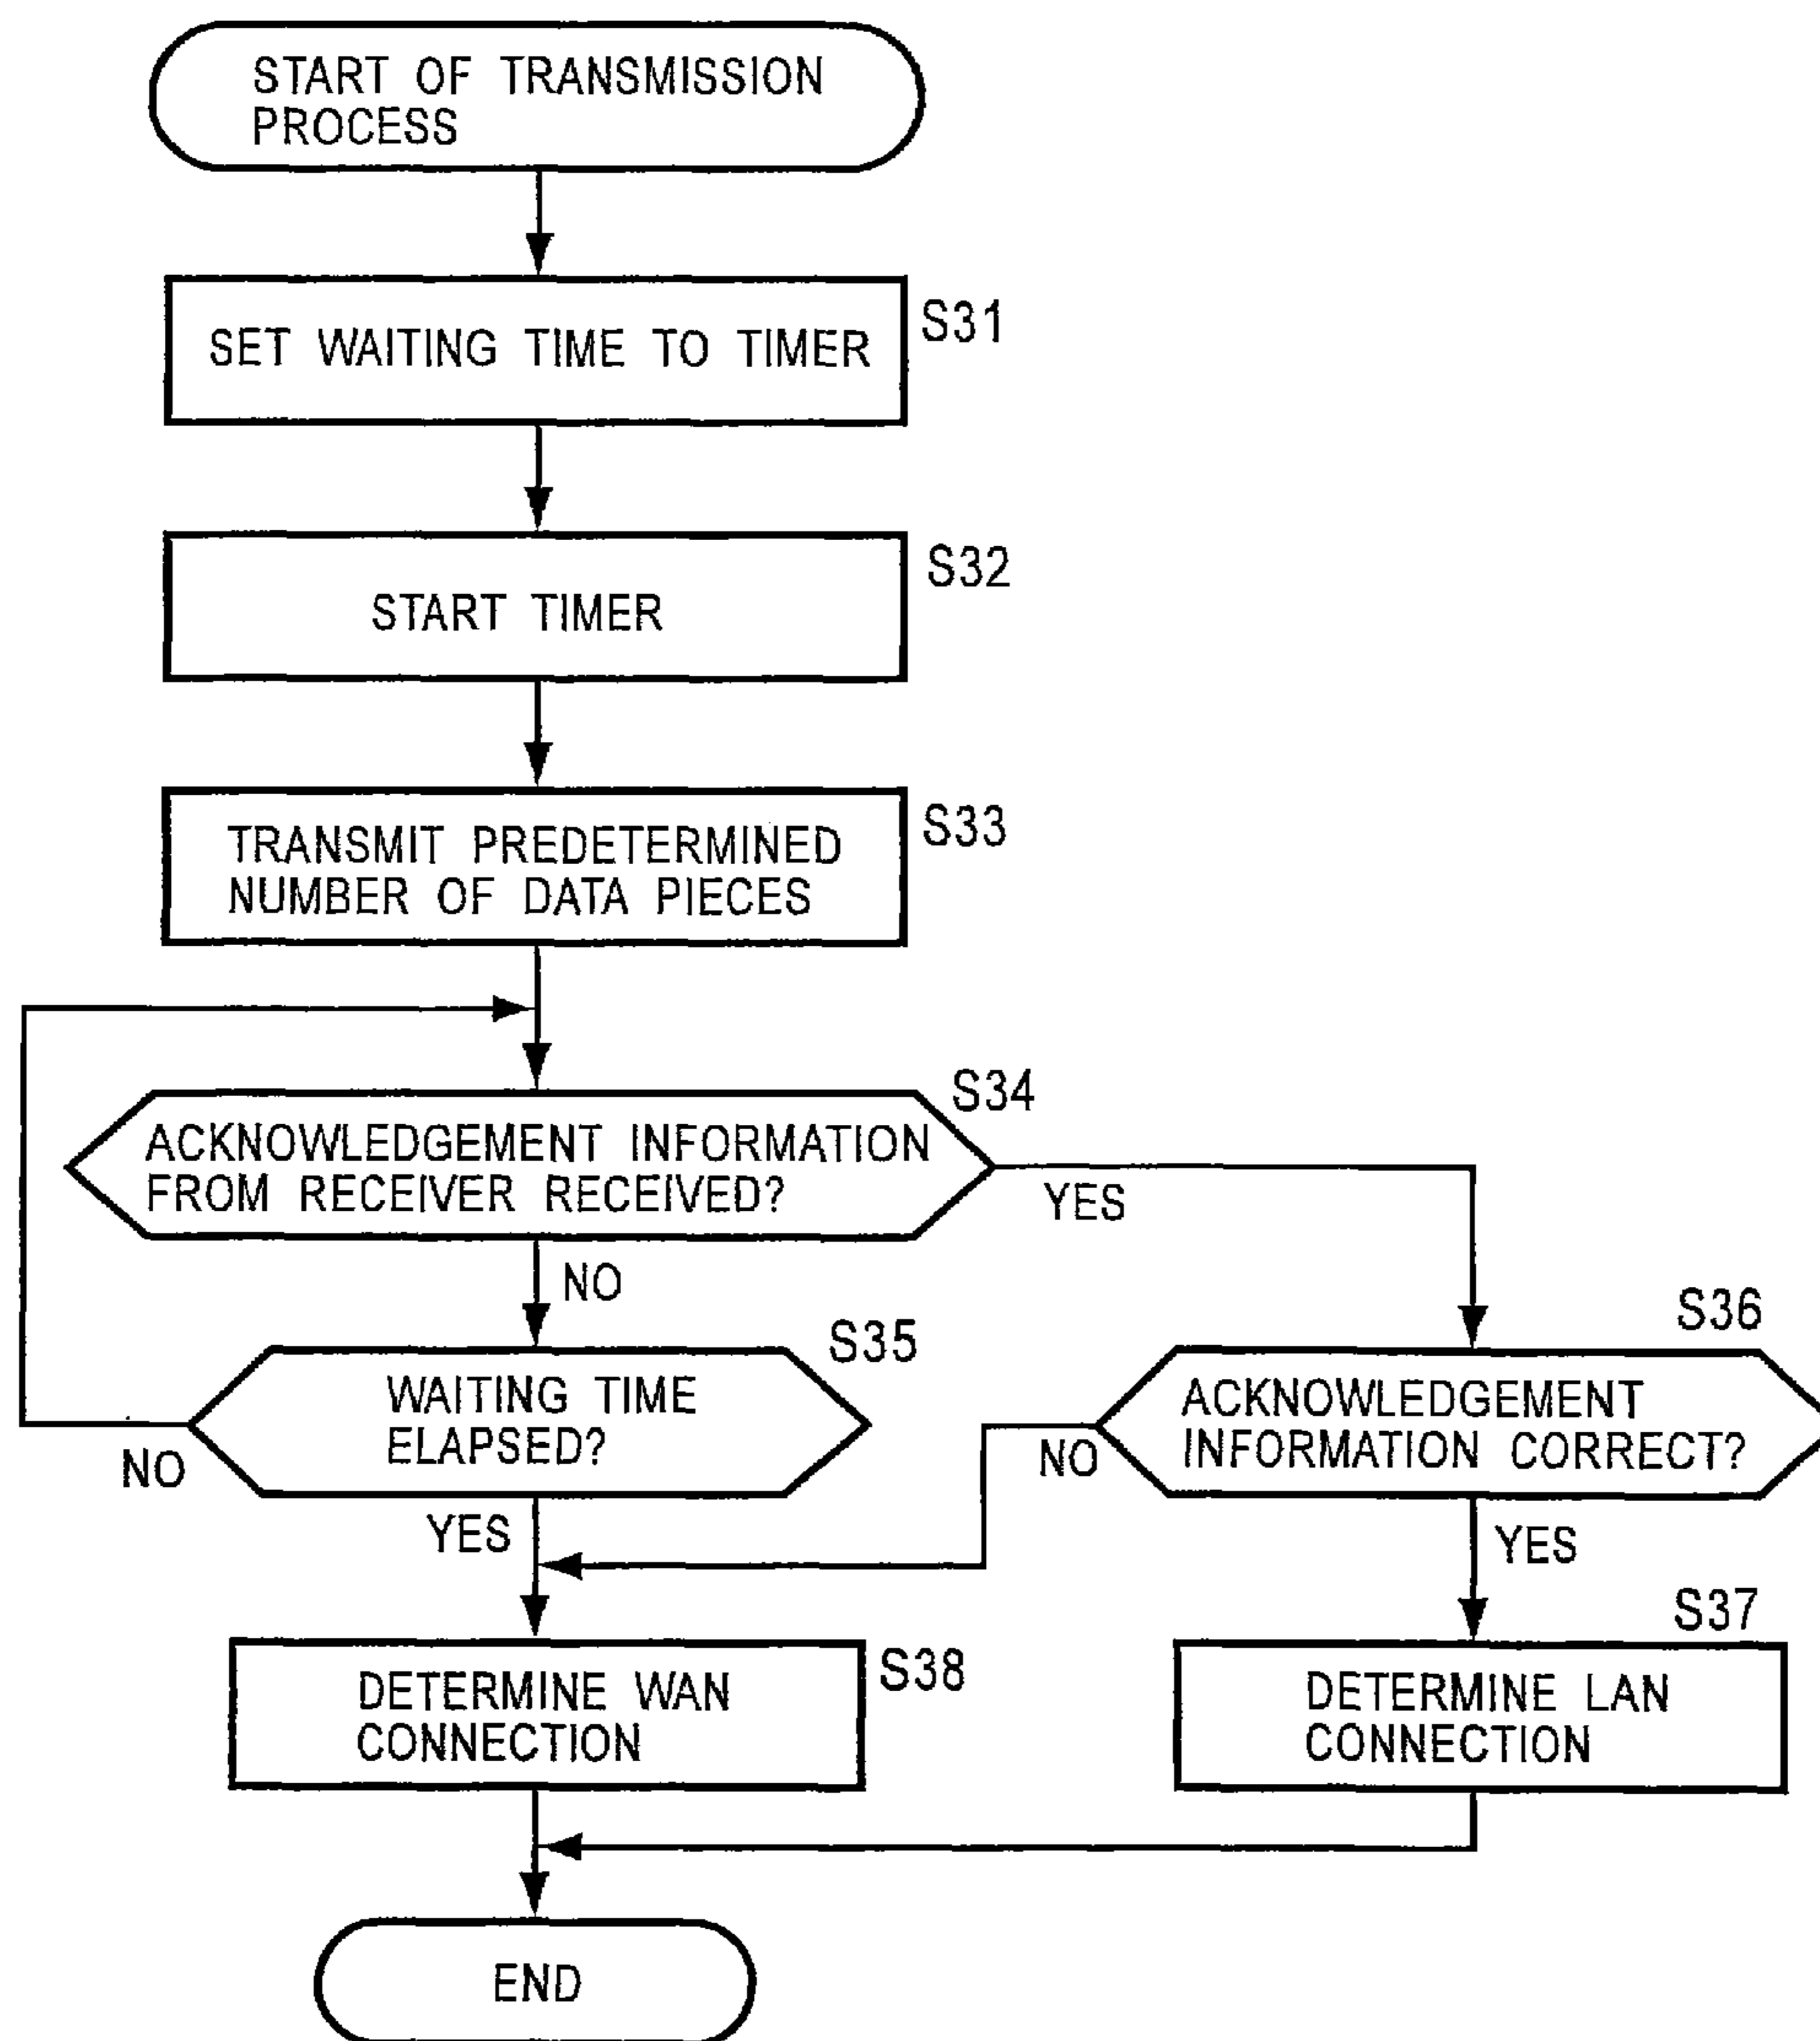 START OF TRANSMISSION
PROCESS
SET WAITING TIME TO TIMER
S31
START TIMER
S32
TRANSMIT PREDETERMINED
NUMBER OF DATA PIECES
S33
ACKNOWLEDGEMENT INFORMATION
FROM RECEIVER RECEIVED?
S34
YES
NO
WAITING TIME
ELAPSED?
S35
NO
YES
ACKNOWLEDGEMENT
INFORMATION CORRECT?
S36
NO
YES
DETERMINE WAN
CONNECTION
S38
DETERMINE LAN
CONNECTION
S37
END